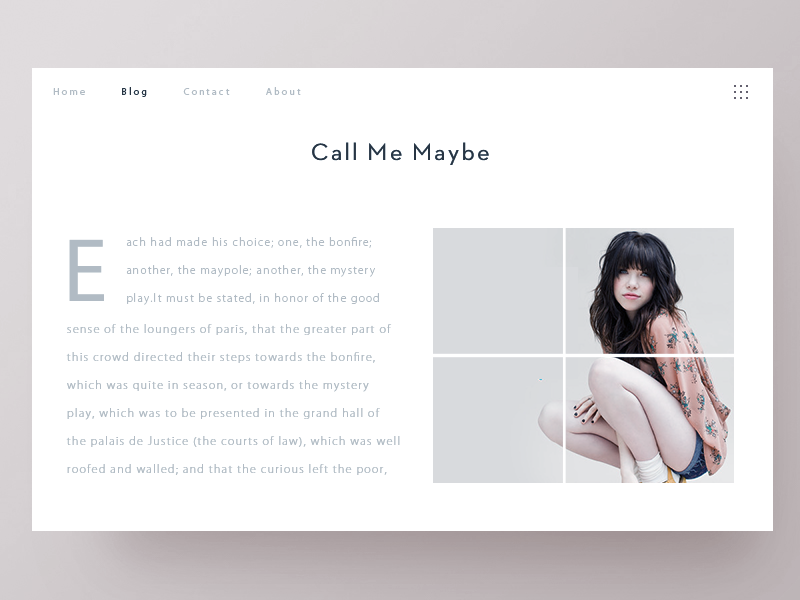 Home Blog Contact About
Call Me Maybe
Each had made his choice; one, the bonfire;
another, the maypole; another, the mystery
play.It must be stated, in honor of the good
sense of the loungers of paris, that the greater part of
this crowd directed their steps towards the bonfire,
which was quite in season, or towards the mystery
play, which was to be presented in the grand hall of
the palais de Justice (the courts of law), which was well
roofed and walled; and that the curious left the poor,